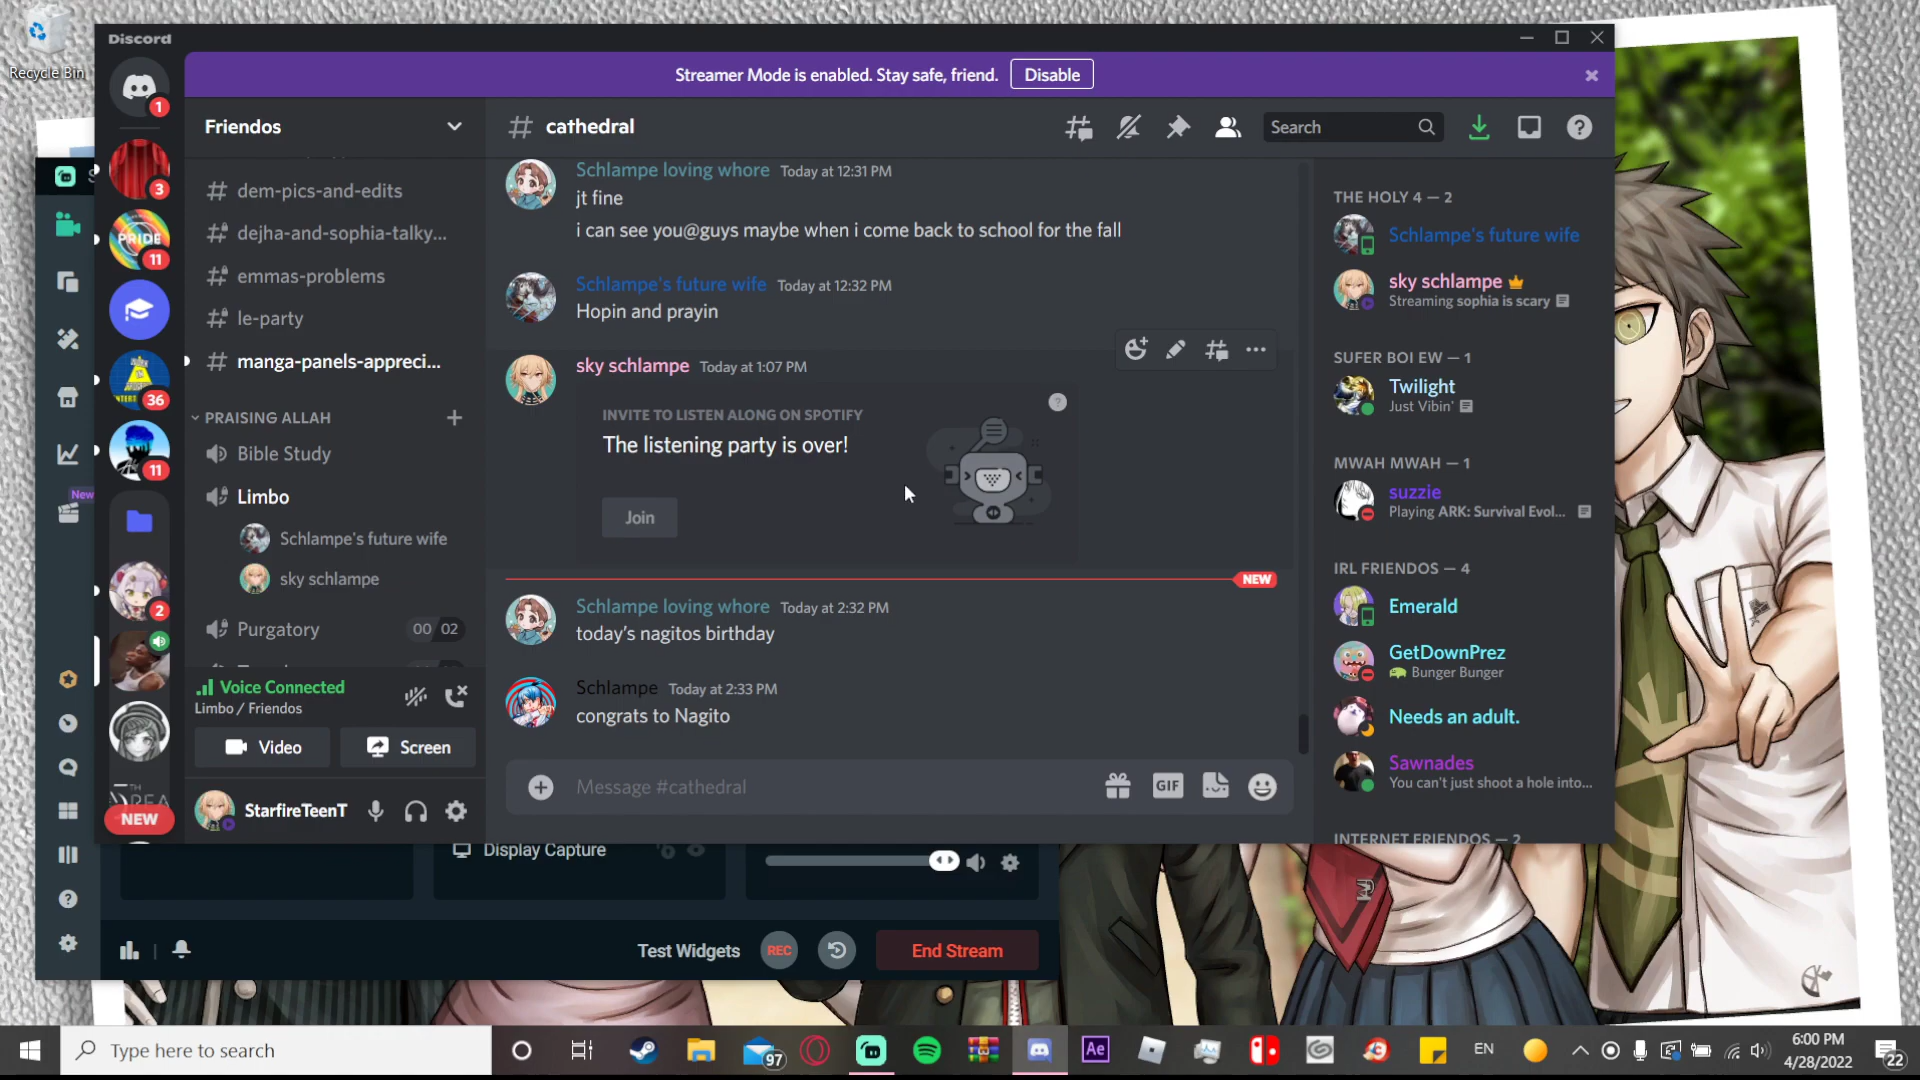 Recycle Bin
Discord
Streamer Mode is enabled. Stay safe, friend.
Disable
1
3
PRIDE
11
36
11
2
NEW
Friendos
dem-pics-and-edits
dejha-and-sophia-talky...
emmas-problems
le-party
manga-panels-appreci...
PRAISING ALLAH
Bible Study
Limbo
Schlampe's future wife
sky schlampe
Purgatory
00 02
Voice Connected
Limbo / Friendos
Video
Screen
StarfireTeenT
cathedral
Search
Schlampe loving whore Today at 12:31 PM
jt fine
i can see you@guys maybe when i come back to school for the fall
Schlampe's future wife Today at 12:32 PM
Hopin and prayin
sky schlampe Today at 1:07 PM
INVITE TO LISTEN ALONG ON SPOTIFY
The listening party is over!
Join
NEW
Schlampe loving whore Today at 2:32 PM
today's nagitos birthday
Schlampe Today at 2:33 PM
congrats to Nagito
Message #cathedral
GIF
THE HOLY 4 — 2
Schlampe's future wife
sky schlampe
Streaming sophia is scary
SUFER BOI EW — 1
Twilight
Just Vibin'
MWAH MWAH — 1
suzzie
Playing ARK: Survival Evol...
IRL FRIENDOS — 4
Emerald
GetDownPrez
Bunger Bunger
Needs an adult.
Sawnades
You can't just shoot a hole into...
INTERNET FRIENDOS — 2
New
Display Capture
Test Widgets
REC
End Stream
Type here to search
97
Ae
EN
6:00 PM
4/28/2022
22